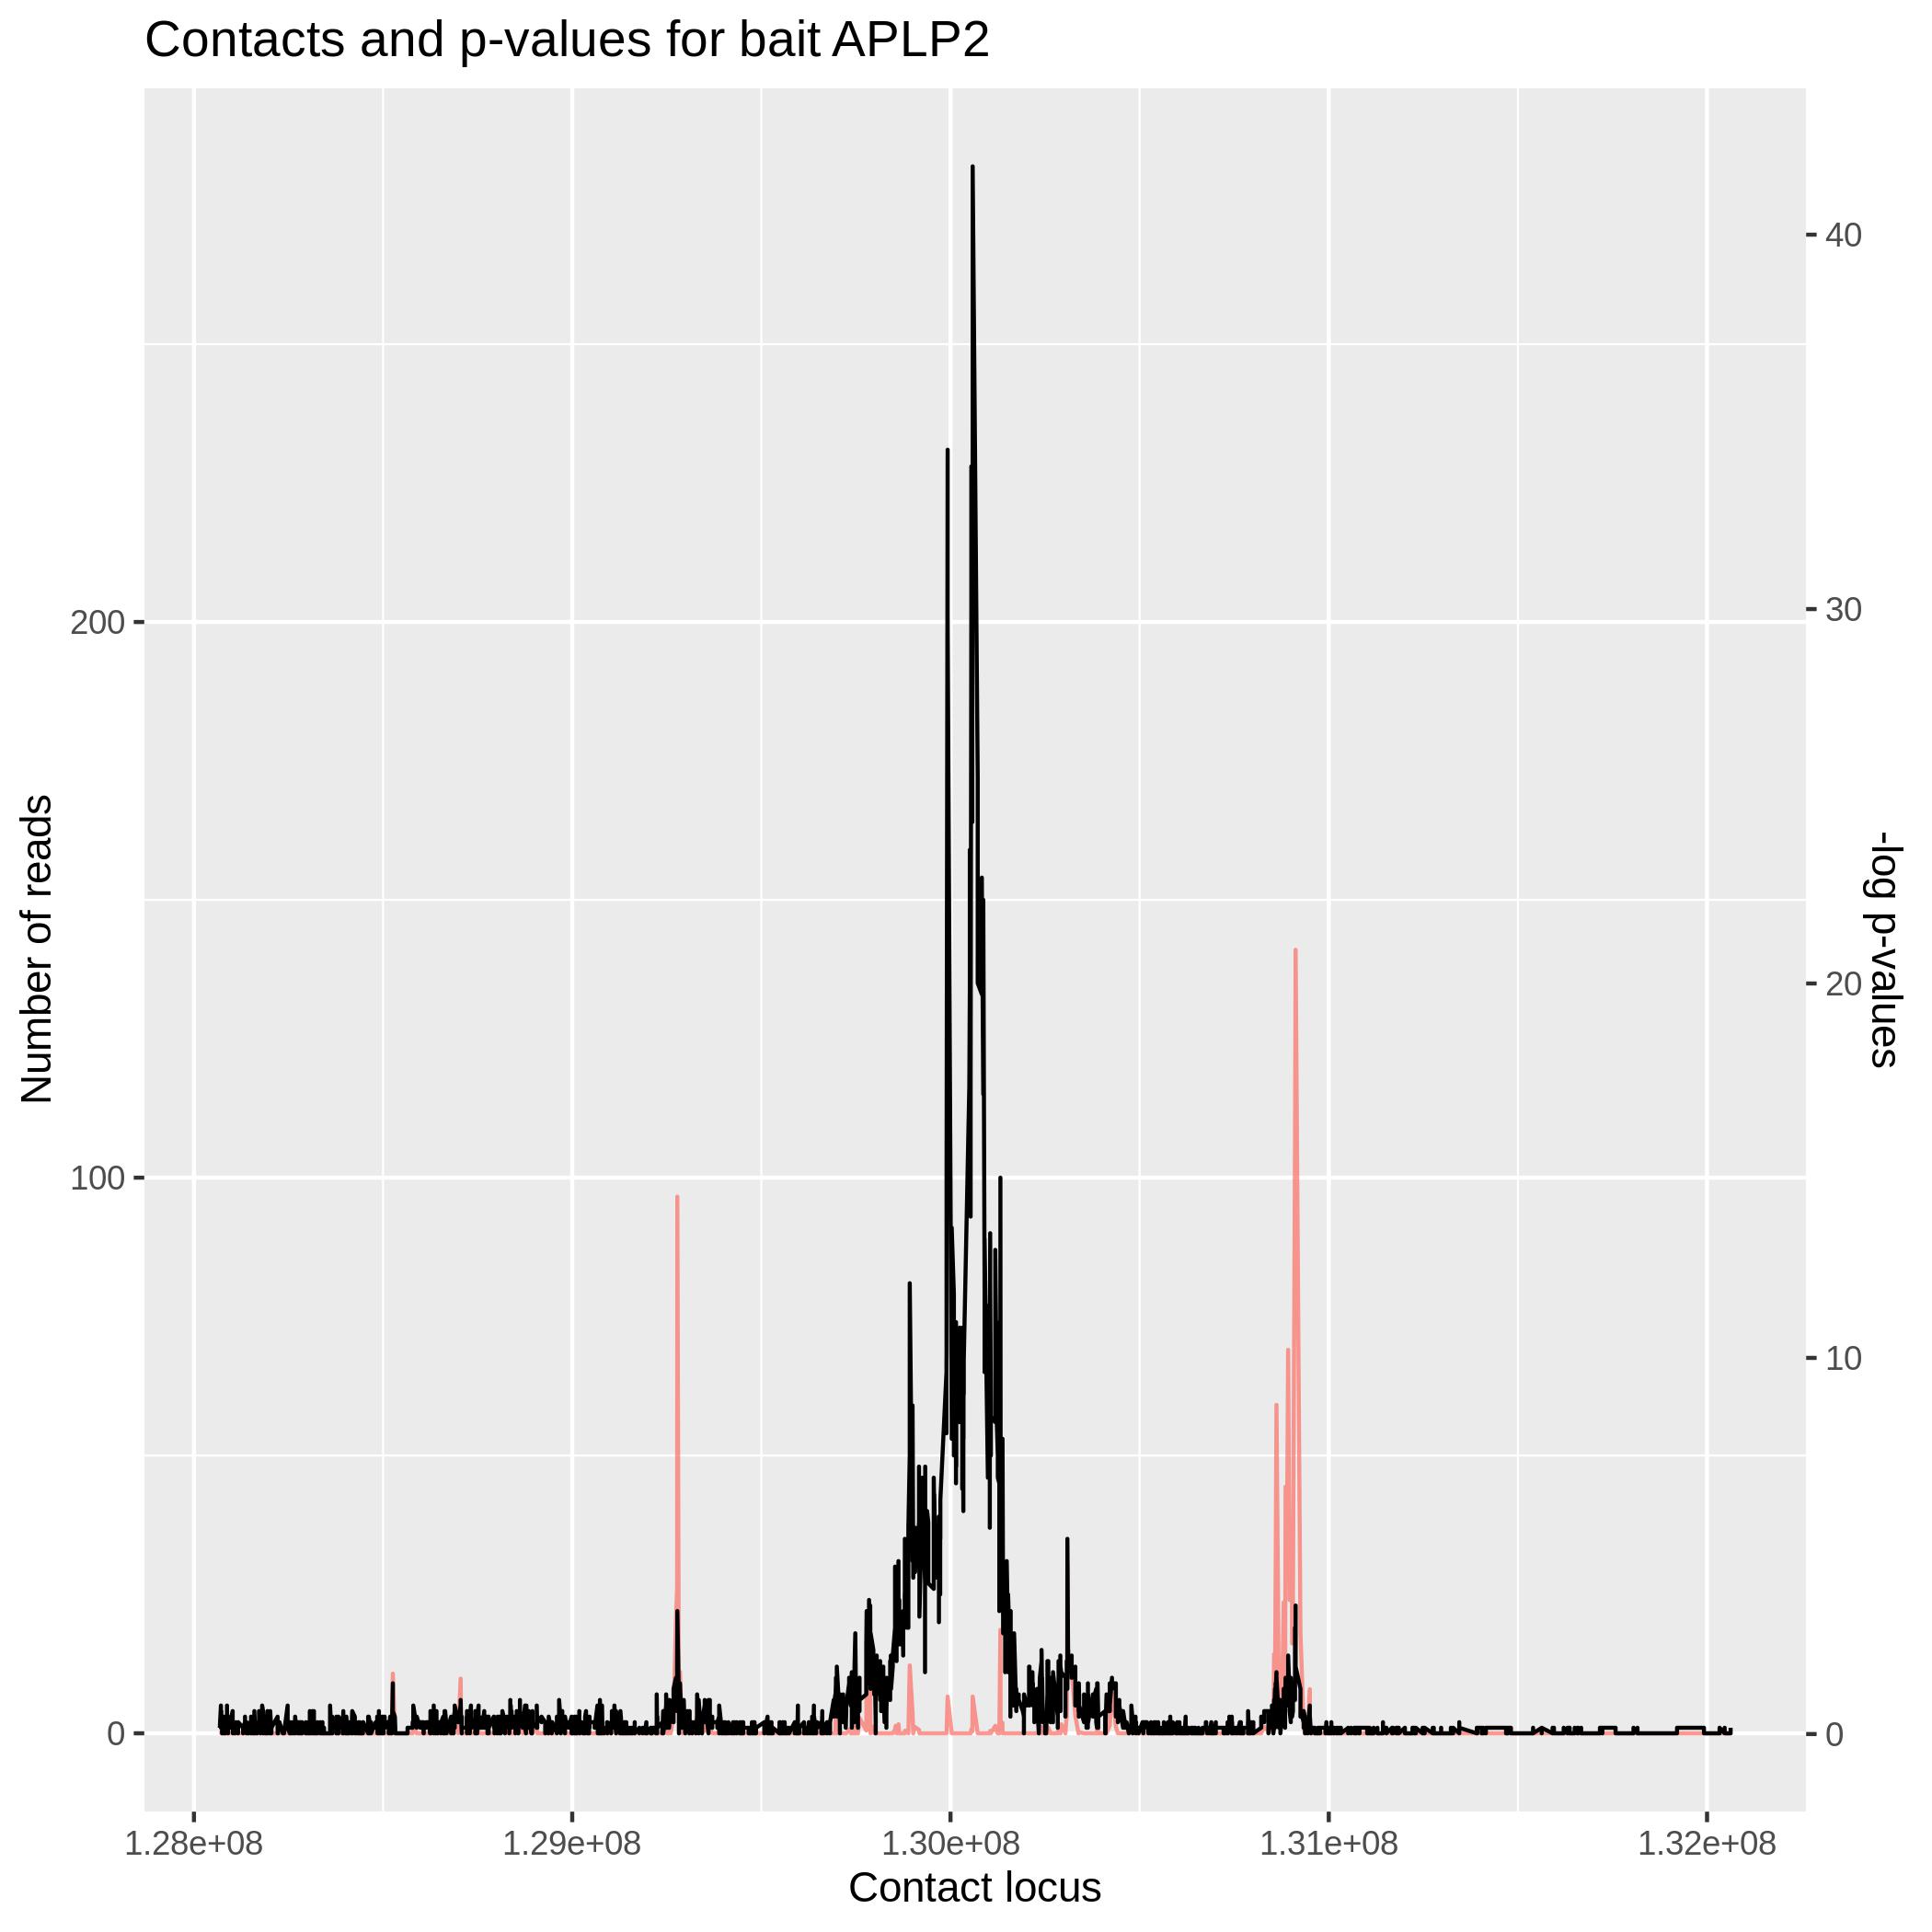 Contacts and p-values for bait APLP2
Number of reads
200
100
0
40
30
20
10
0
-log p-values
1.28e+08 1.29e+08 1.30e+08 1.31e+08 1.32e+08
Contact locus